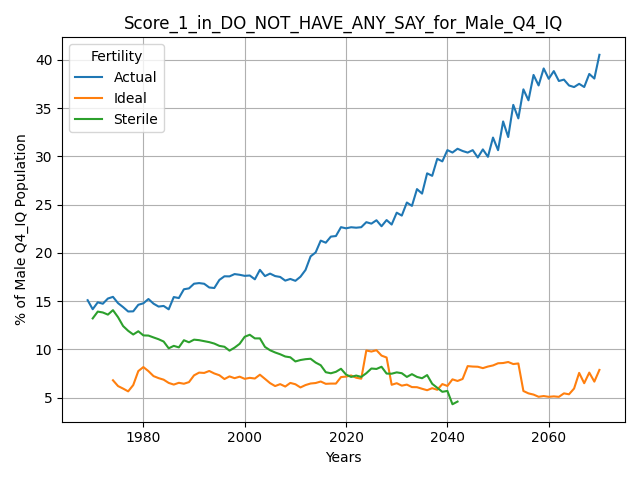 Score_1_in_DO_NOT_HAVE_ANY_SAY_for_Male_Q4_IQ
Fertility
Actual
Ideal
Sterile
% of Male Q4_IQ Population
40
35
30
25
20
15
10
5
1980
2000
2020
2040
2060
Years